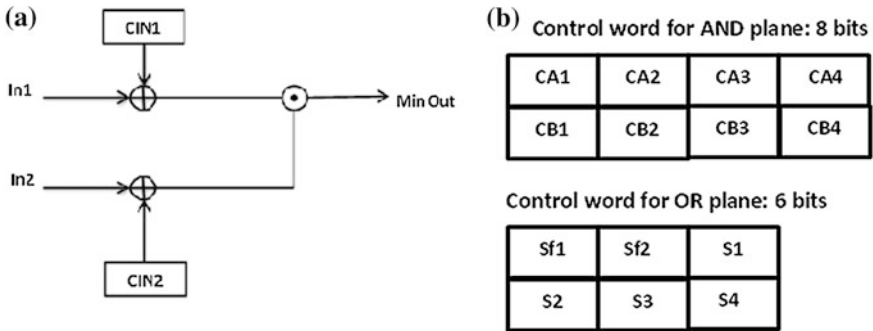 (a)
CIN1
In1
Min Out
In2
CIN2
(b)
Control word for AND plane: 8 bits
CA1 CA2 CA3 CA4
CB1 CB2 CB3 CB4
Control word for OR plane: 6 bits
Sf1 Sf2 S1
S2 S3 S4